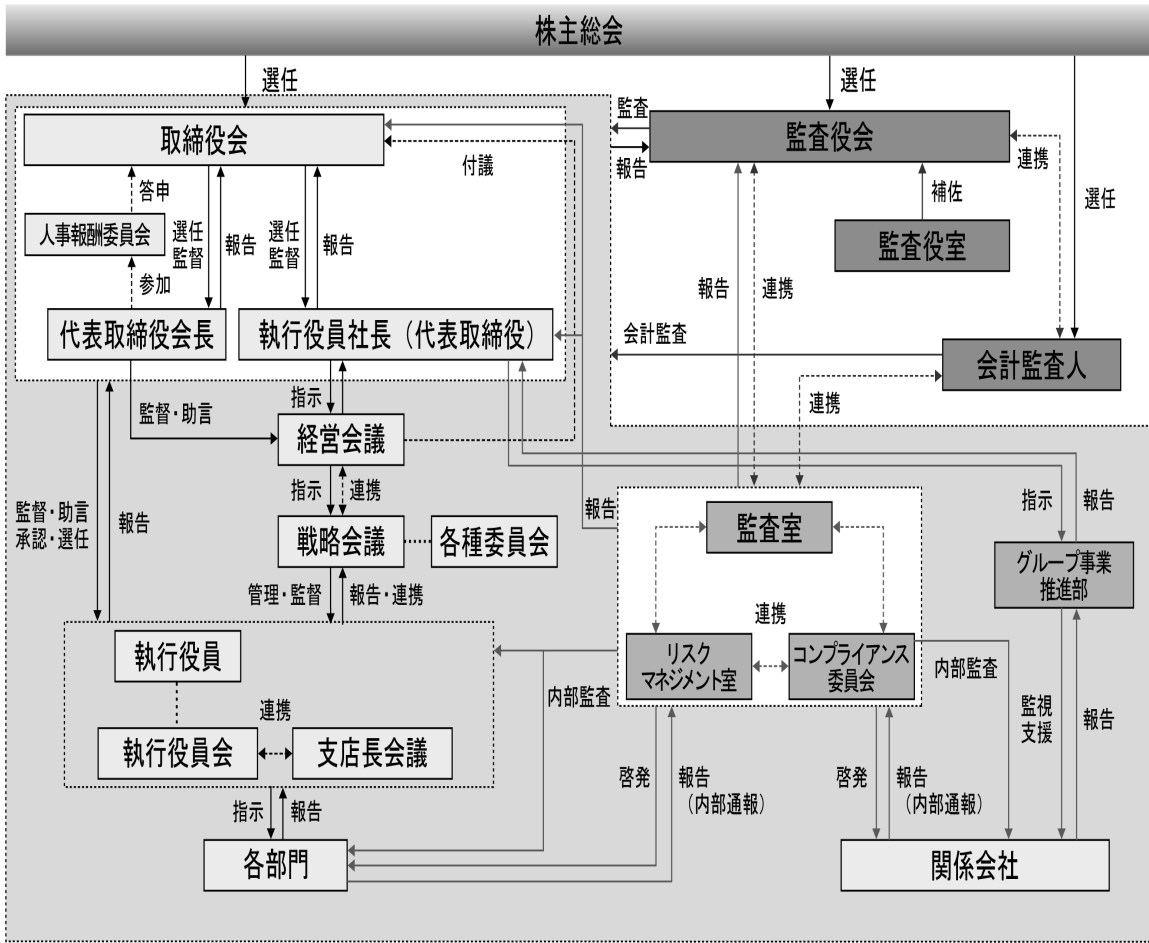 株主総会
選任
選任
取締役会
監査
報告
監査役会
連携
付議
答申
補佐
選任
人事報酬委員会
選任
監督
報告
選任
監督
報告
監査役室
参加
報告
連携
代表取締役会長
執行役員社長（代表取締役）
会計監査
会計監査人
指示
連携
監督・助言
経営会議
指示
連携
監督・助言
承認・選任
報告
報告
指示
報告
戦略会議
各種委員会
監査室
グループ事業
推進部
管理・監督
報告・連携
連携
執行役員
リスク
マネジメント室
コンプライアンス
委員会
内部監査
内部監査
連携
監視
支援
報告
執行役員会
支店長会議
啓発
報告
（内部通報）
啓発
報告
（内部通報）
指示
報告
各部門
関係会社